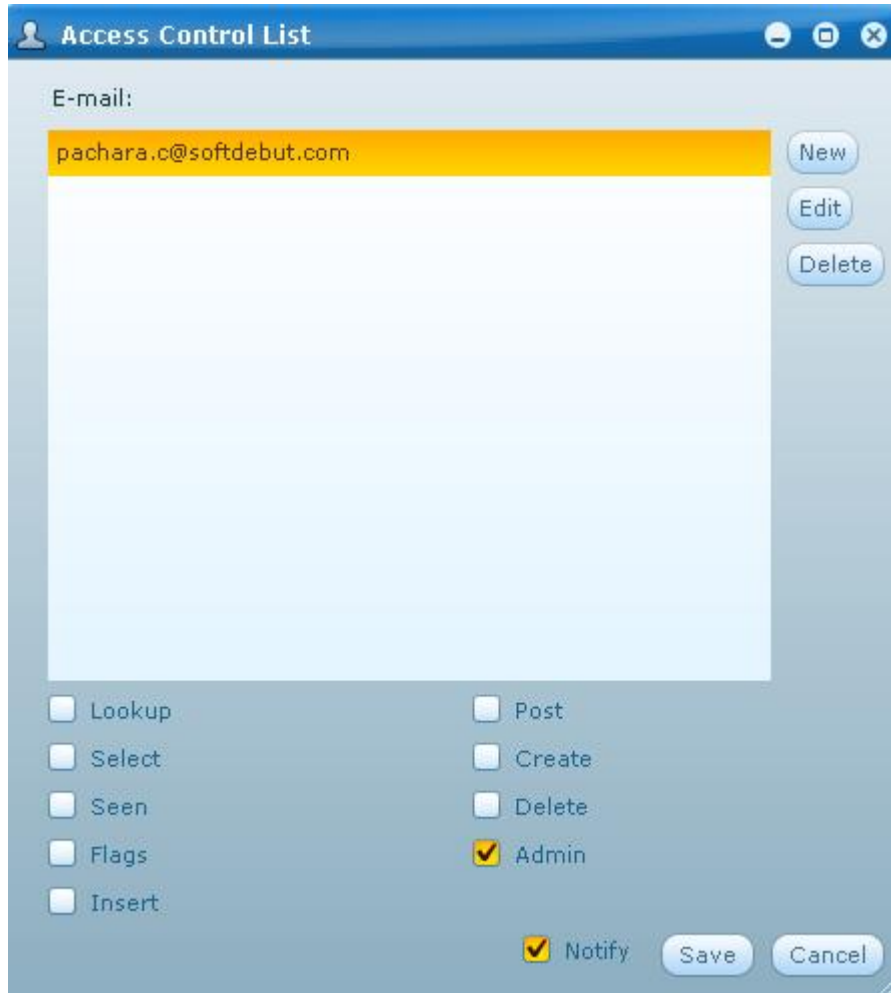 Access Control List
E-mail:
pachara.c@softdebut.com
New
Edit
Delete
Lookup
Post
Select
Create
Seen
Delete
Flags
Admin
Insert
Notify
Save
Cancel